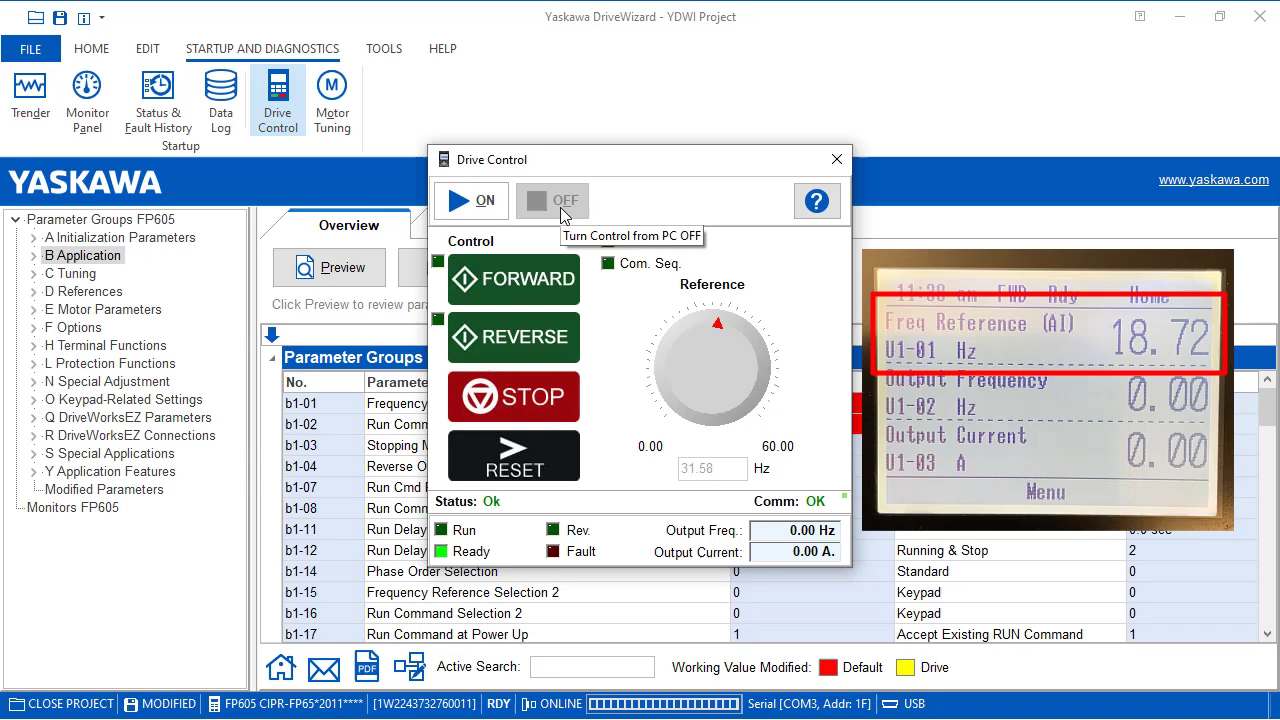 Yaskawa DriveWizard - YDWI Project
FILE HOME EDIT STARTUP AND DIAGNOSTICS TOOLS HELP
Trender
Monitor
Panel
Status &
Fault History
Data
Log
Drive
Control
Motor
Tuning
Startup
YASKAWA
www.yaskawa.com
Parameter Groups FP605
A Initialization Parameters
B Application
C Tuning
D References
E Motor Parameters
F Options
H Terminal Functions
L Protection Functions
N Special Adjustment
O Keypad-Related Settings
Q DriveWorksEZ Parameters
R DriveWorksEZ Connections
S Special Applications
Y Application Features
Modified Parameters
Monitors FP605
Overview
Preview
Click Preview to review par
Parameter Groups
No. Paramete
b1-01 Frequency
b1-02 Run Comm
b1-03 Stopping M
b1-04 Reverse O
b1-07 Run Cmd
b1-08 Run Comm
b1-11 Run Delay
b1-12 Run Delay Running & Stop 2
b1-14 Phase Order Selection 0 Standard 0
b1-15 Frequency Reference Selection 2 0 Keypad 0
b1-16 Run Command Selection 2 0 Keypad 0
b1-17 Run Command at Power Up 1 Accept Existing RUN Command 1
Drive Control
ON OFF ?
Turn Control from PC OFF
Control
FORWARD
REVERSE
STOP
RESET
Com. Seq.
Reference
0.00 60.00
31.58 Hz
Status: Ok Comm: OK
Run Rev. Output Freq.: 0.00 Hz
Ready Fault Output Current: 0.00 A.
11:38 am FWD Rdy Home
Freq Reference (AI)
U1-01 Hz 18.72
Output Frequency
U1-02 Hz 0.00
Output Current
U1-03 A 0.00
Menu
PDF
Active Search: Working Value Modified: Default Drive
CLOSE PROJECT MODIFIED FP605 CIPR-FP65*2011**** [1W2243732760011] RDY ONLINE Serial [COM3, Addr: 1F] USB